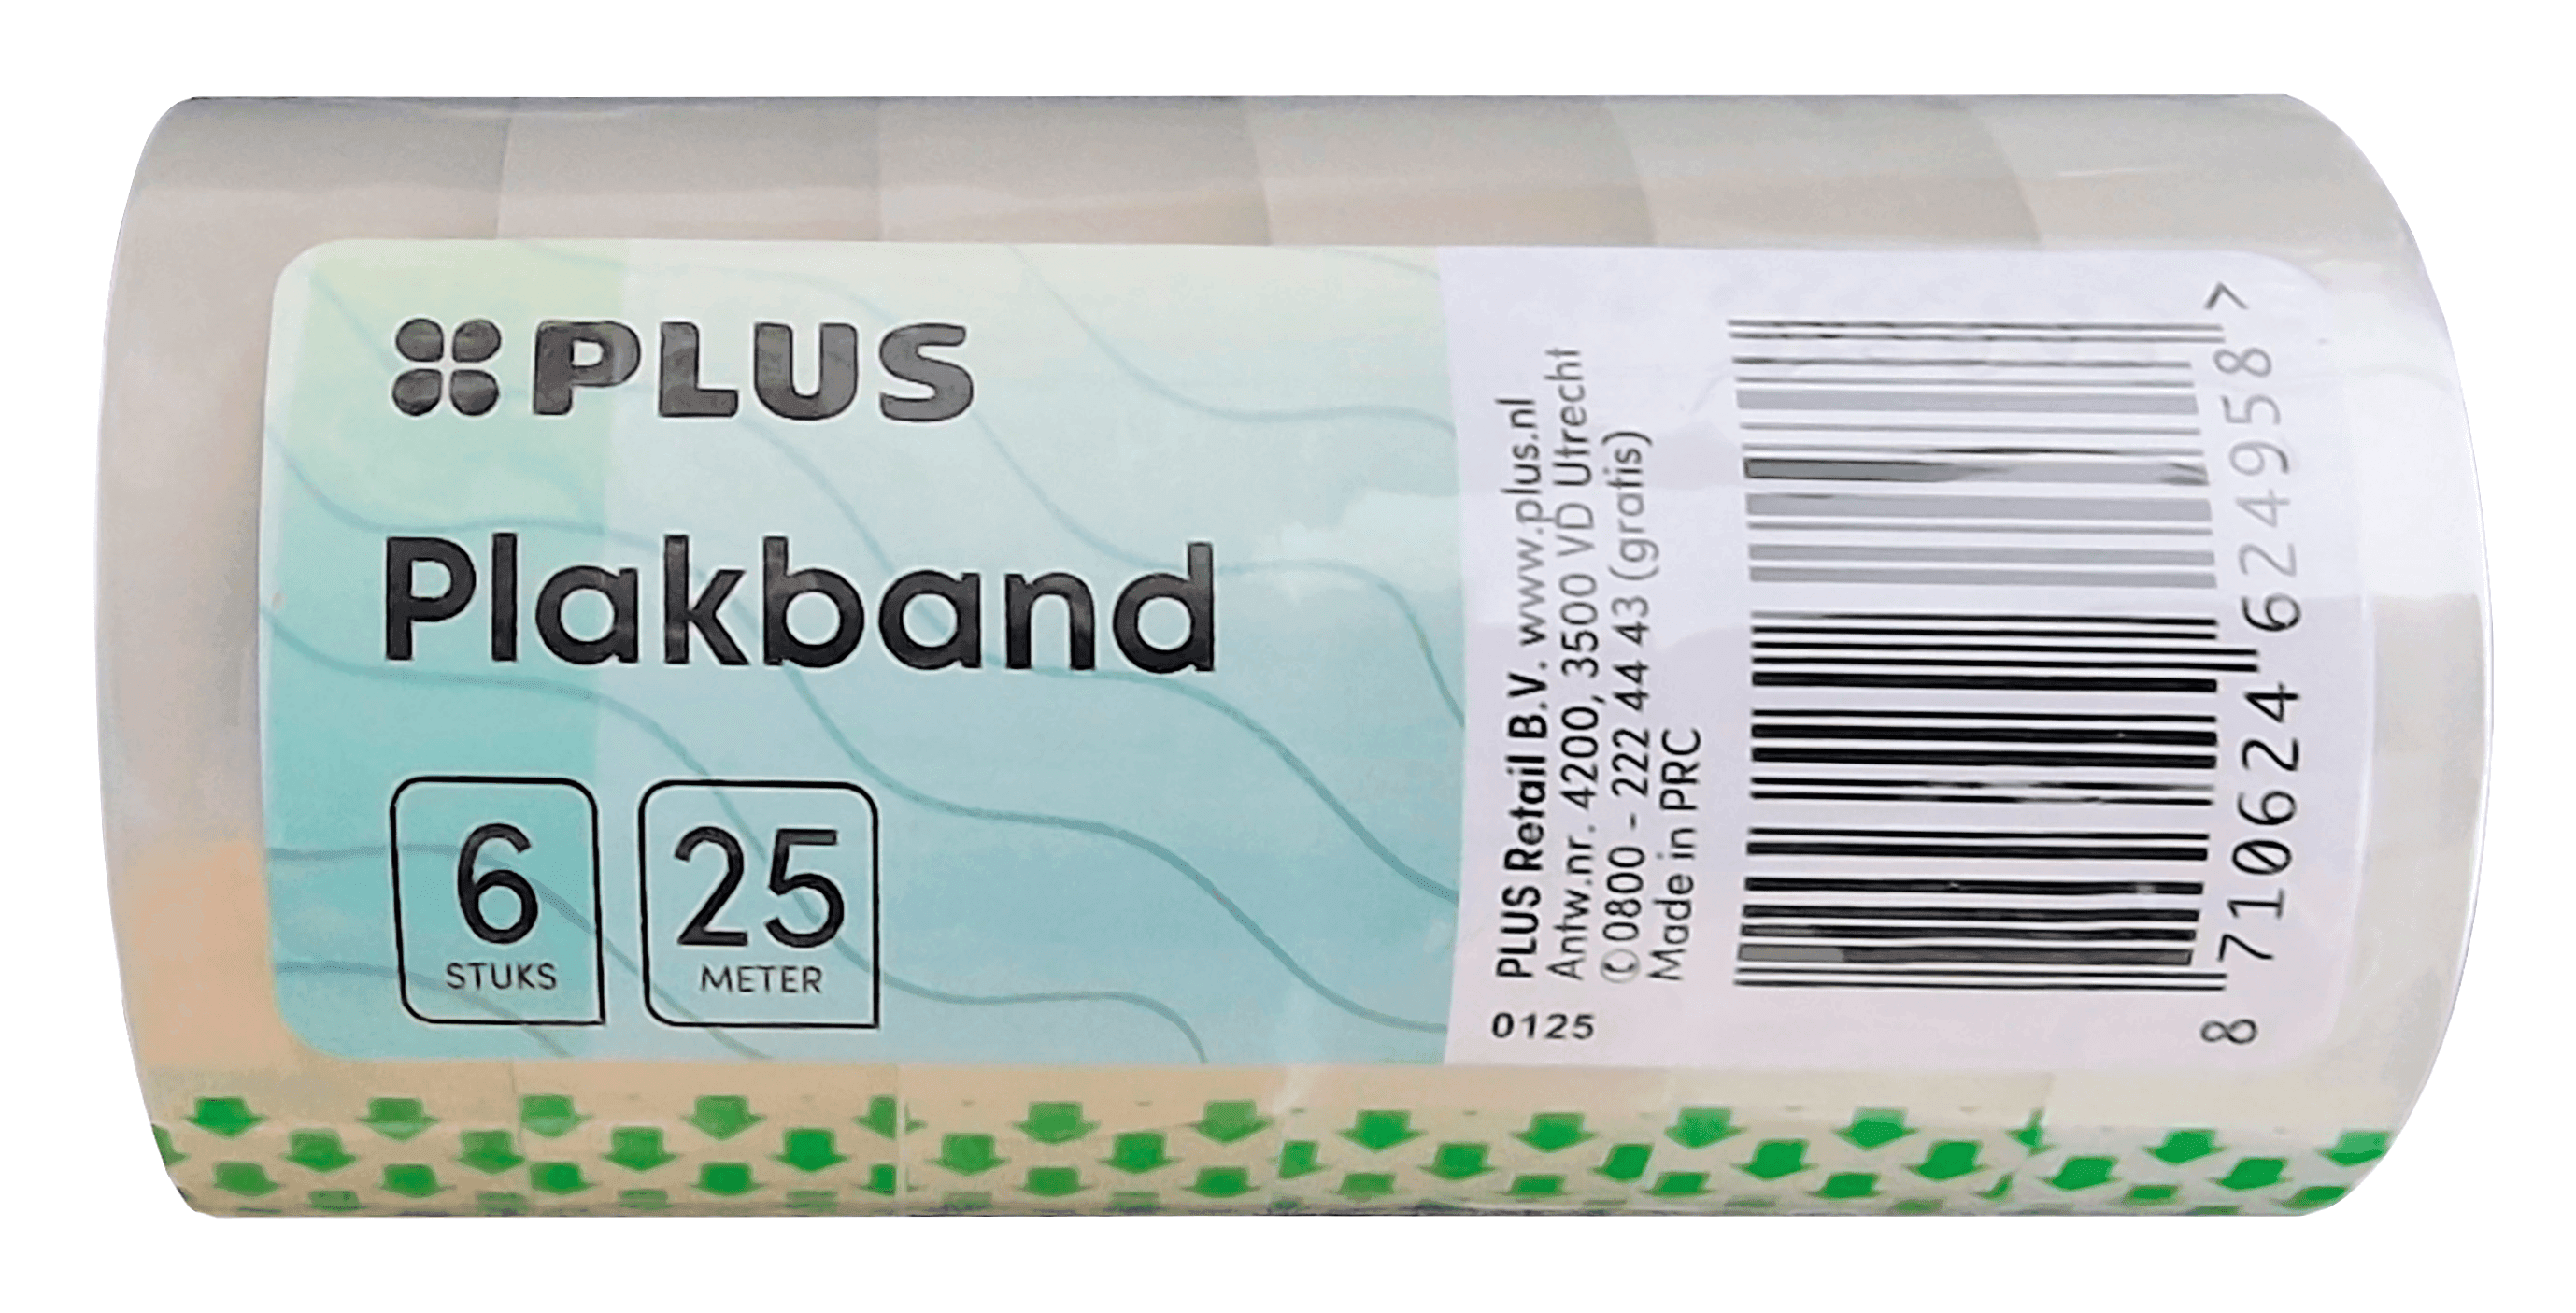 PLUS
Plakband
6
STUKS
25
METER
PLUS Retail B.V. www.plus.nl
Antw.nr. 4200, 3500 VD Utrecht
✆0800 - 222 44 43 (gratis)
Made in PRC
0125
8 710624 624958 >